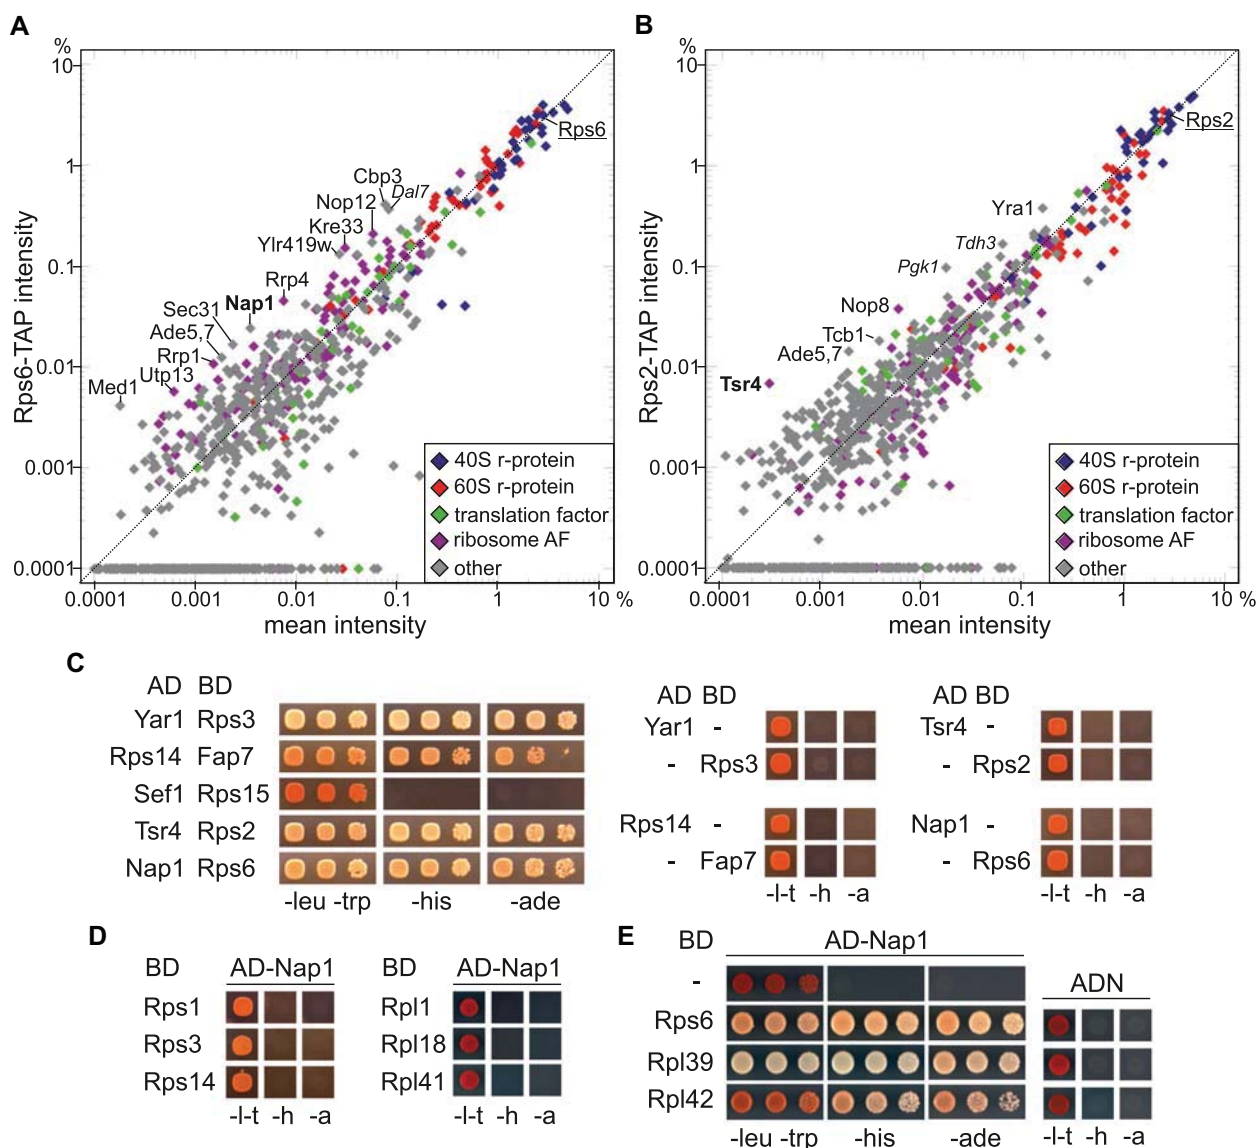 A
%
10
1
0.1
0.01
0.001
0.0001
Rps6-TAP intensity
Rps6
Cbp3
Dal7
Nop12
Kre33
Ylr419w
Rrp4
Nap1
Sec31
Ade5,7
Rrp1
Utp13
Med1
40S r-protein
60S r-protein
translation factor
ribosome AF
other
0.0001 0.001 0.01 0.1 1 10 %
mean intensity
B
%
10
1
0.1
0.01
0.001
0.0001
Rps2-TAP intensity
Rps2
Yra1
Tdh3
Pgk1
Nop8
Tcb1
Ade5,7
Tsr4
40S r-protein
60S r-protein
translation factor
ribosome AF
other
0.0001 0.001 0.01 0.1 1 10 %
mean intensity
C
AD BD
Yar1 Rps3
Rps14 Fap7
Sef1 Rps15
Tsr4 Rps2
Nap1 Rps6
-leu -trp -his -ade
AD BD
Yar1 -
- Rps3
Rps14 -
- Fap7
-l-t -h -a
AD BD
Tsr4 -
- Rps2
Nap1 -
- Rps6
-l-t -h -a
D
BD AD-Nap1
Rps1
Rps3
Rps14
-l-t -h -a
BD AD-Nap1
Rpl1
Rpl18
Rpl41
-l-t -h -a
E
BD AD-Nap1
-
Rps6
Rpl39
Rpl42
-leu -trp -his -ade
ADN
-l-t -h -a